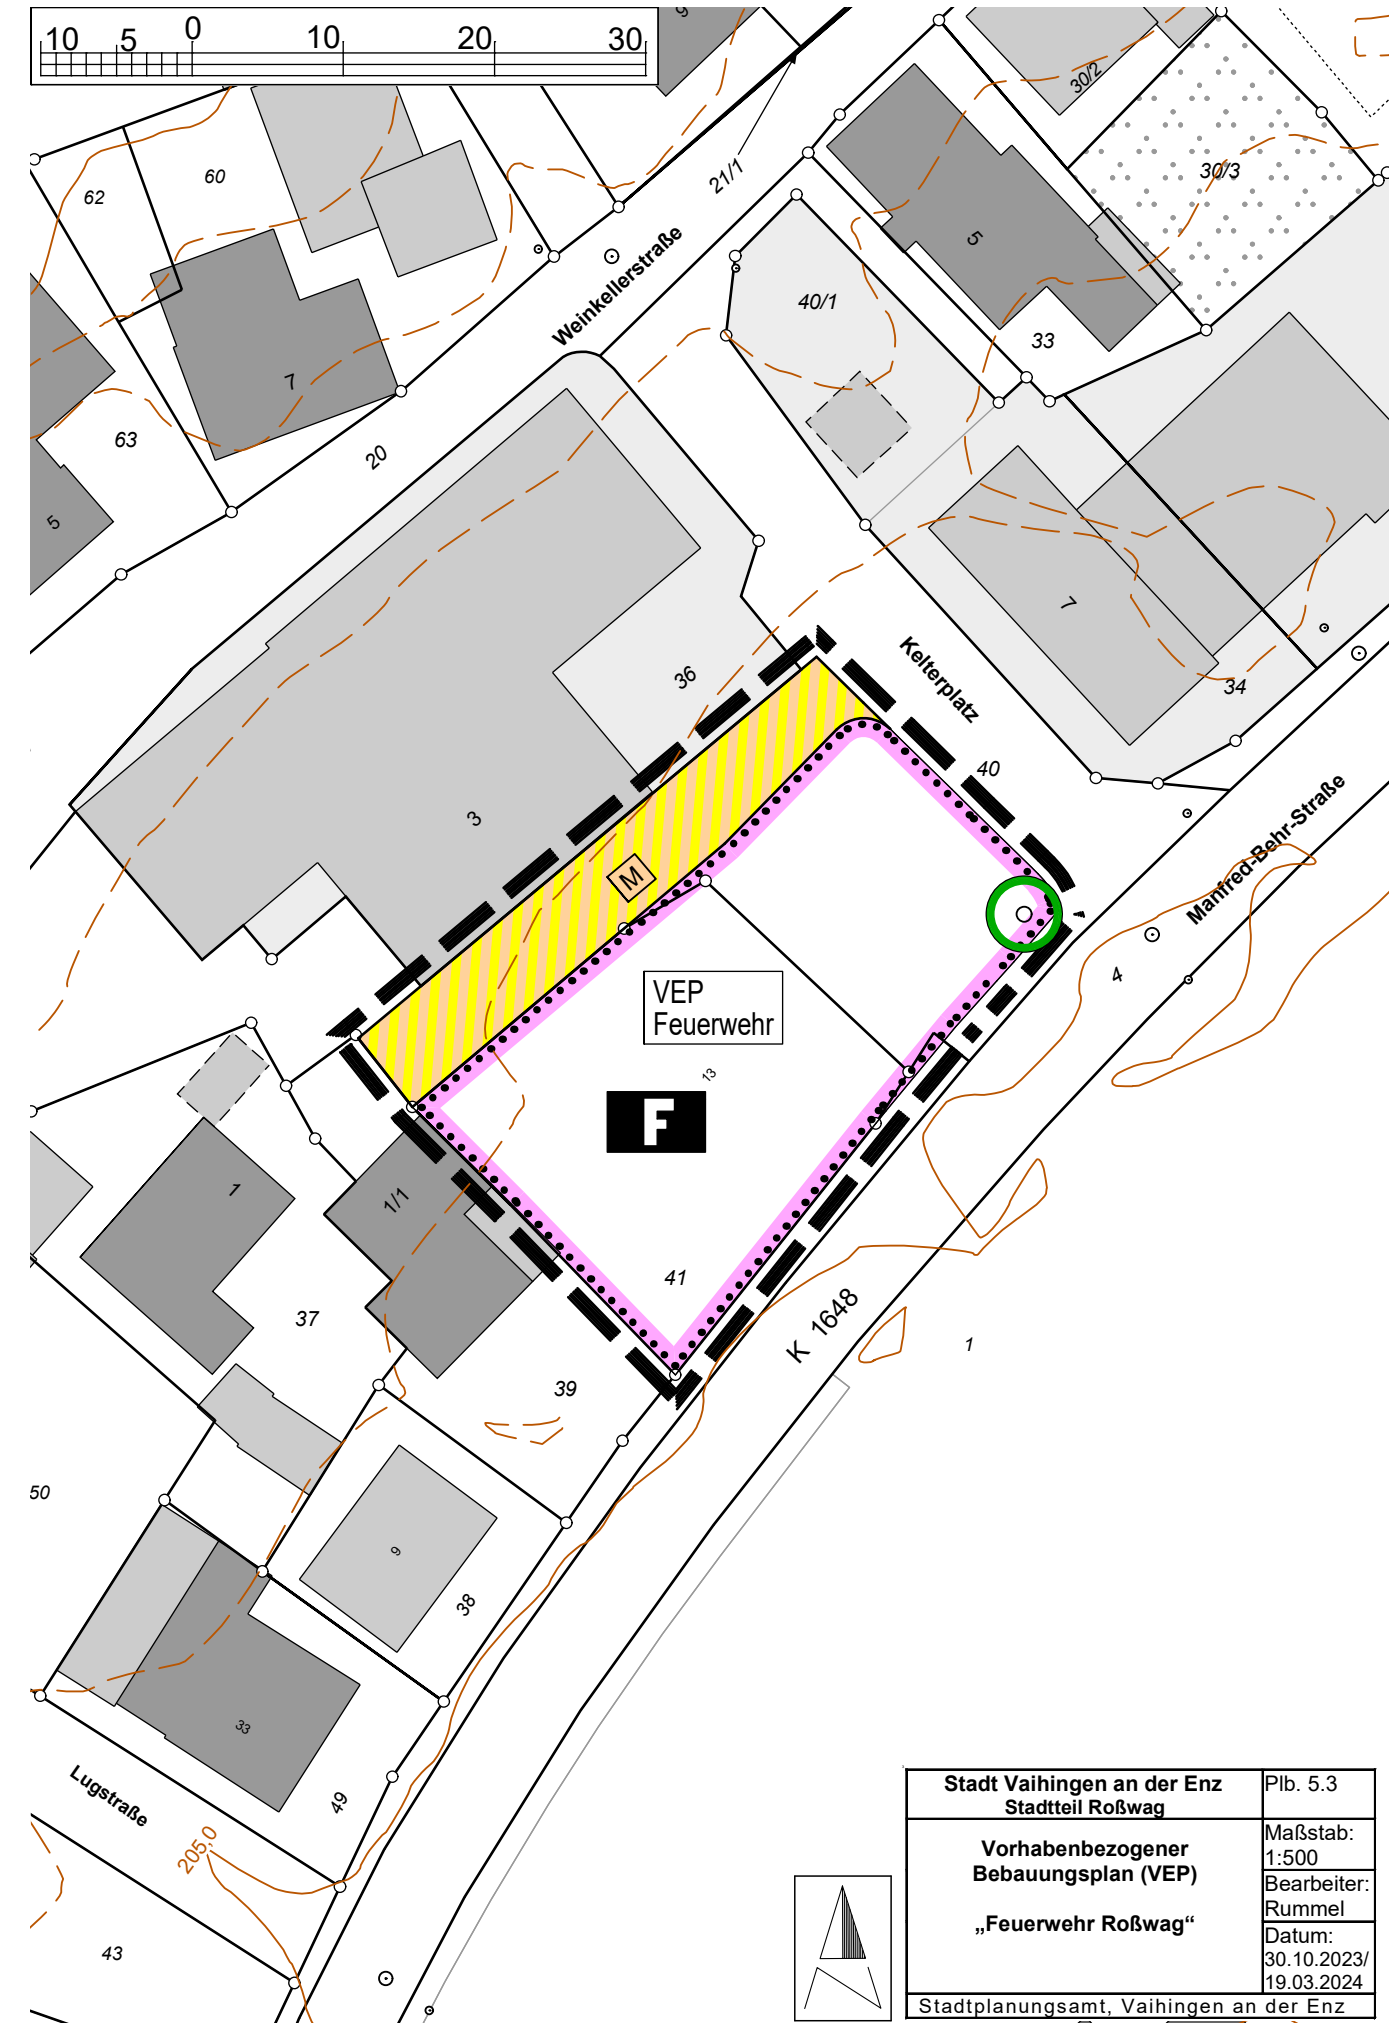 10 5 0 10 20 30
9
30/2
62
60
21/1
30/3
Weinkellerstraße
5
40/1
33
7
63
20
5
7
36
Kelterplatz
34
40
3
Manfred-Behr-Straße
M
4
VEP
Feuerwehr
13
F
1
1/1
41
37
K 1648
1
39
50
9
38
33
Lugstraße
49
205,0
43
Stadt Vaihingen an der Enz
Stadtteil Roßwag
Plb. 5.3
Vorhabenbezogener
Bebauungsplan (VEP)
„Feuerwehr Roßwag“
Maßstab:
1:500
Bearbeiter:
Rummel
Datum:
30.10.2023/
19.03.2024
Stadtplanungsamt, Vaihingen an der Enz